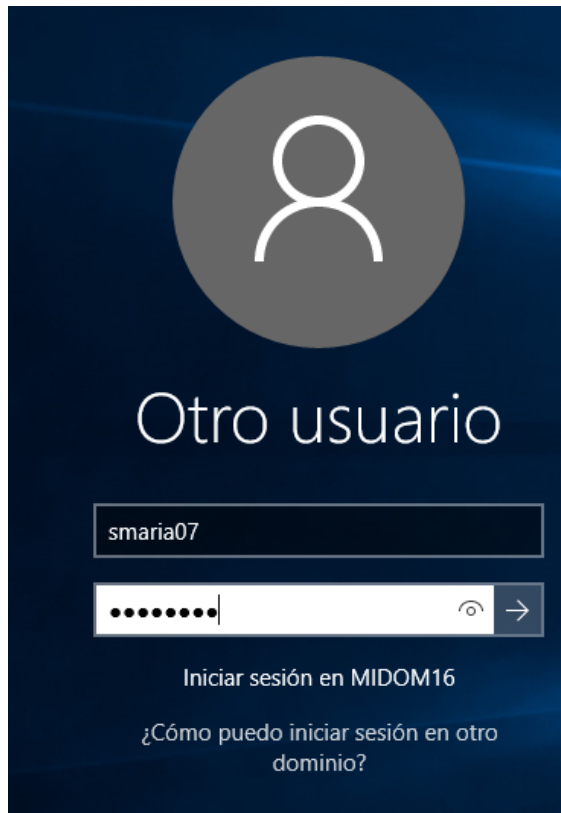 Otro usuario
smaria07
••••••••
Iniciar sesión en MIDOM16
¿Cómo puedo iniciar sesión en otro
dominio?